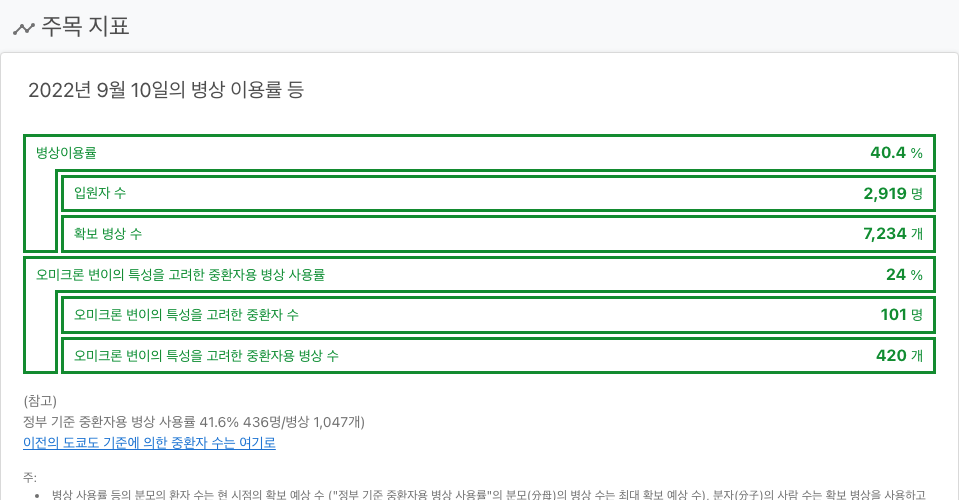 주목 지표
2022년 9월 10일의 병상 이용률 등
병상이용률 40.4 %
입원자 수 2,919 명
확보 병상 수 7,234 개
오미크론 변이의 특성을 고려한 중환자용 병상 사용률 24 %
오미크론 변이의 특성을 고려한 중환자 수 101 명
오미크론 변이의 특성을 고려한 중환자용 병상 수 420 개
(참고)
정부 기준 중환자용 병상 사용률 41.6% 436명/병상 1,047개)
이전의 도쿄도 기준에 의한 중환자 수는 여기로
주:
• 병상 사용률 등의 분모의 환자 수는 현 시점의 확보 예상 수 ("정부 기준 중환자용 병상 사용률"의 분모(分母)의 병상 수는 최대 확보 예상 수), 분자(分子)의 사람 수는 확보 병상을 사용하고